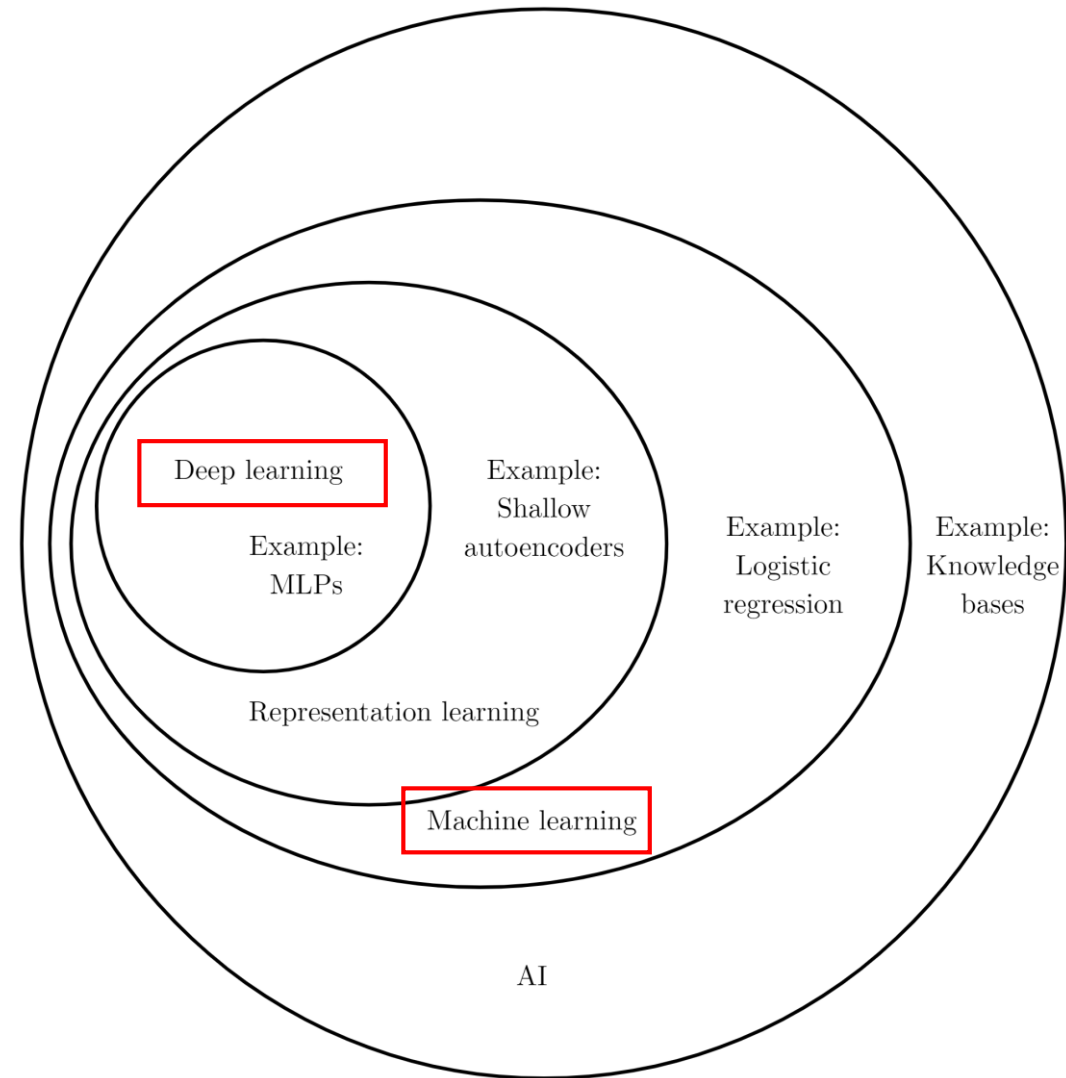 Deep learning
Example:
MLPs
Example:
Shallow
autoencoders
Example:
Logistic
regression
Example:
Knowledge
bases
Representation learning
Machine learning
AI